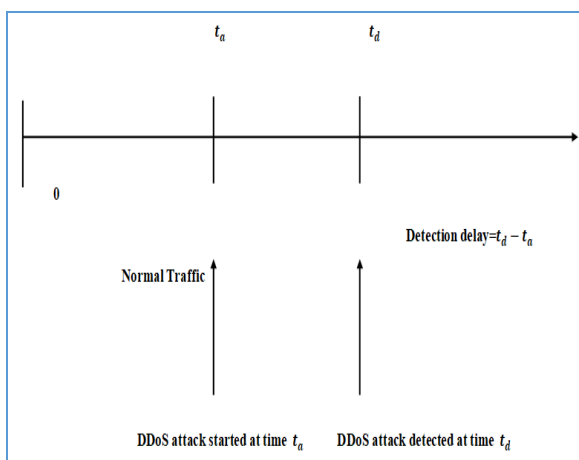 t_a t_d
0
Detection delay=t_d − t_a
Normal Traffic
DDoS attack started at time t_a DDoS attack detected at time t_d